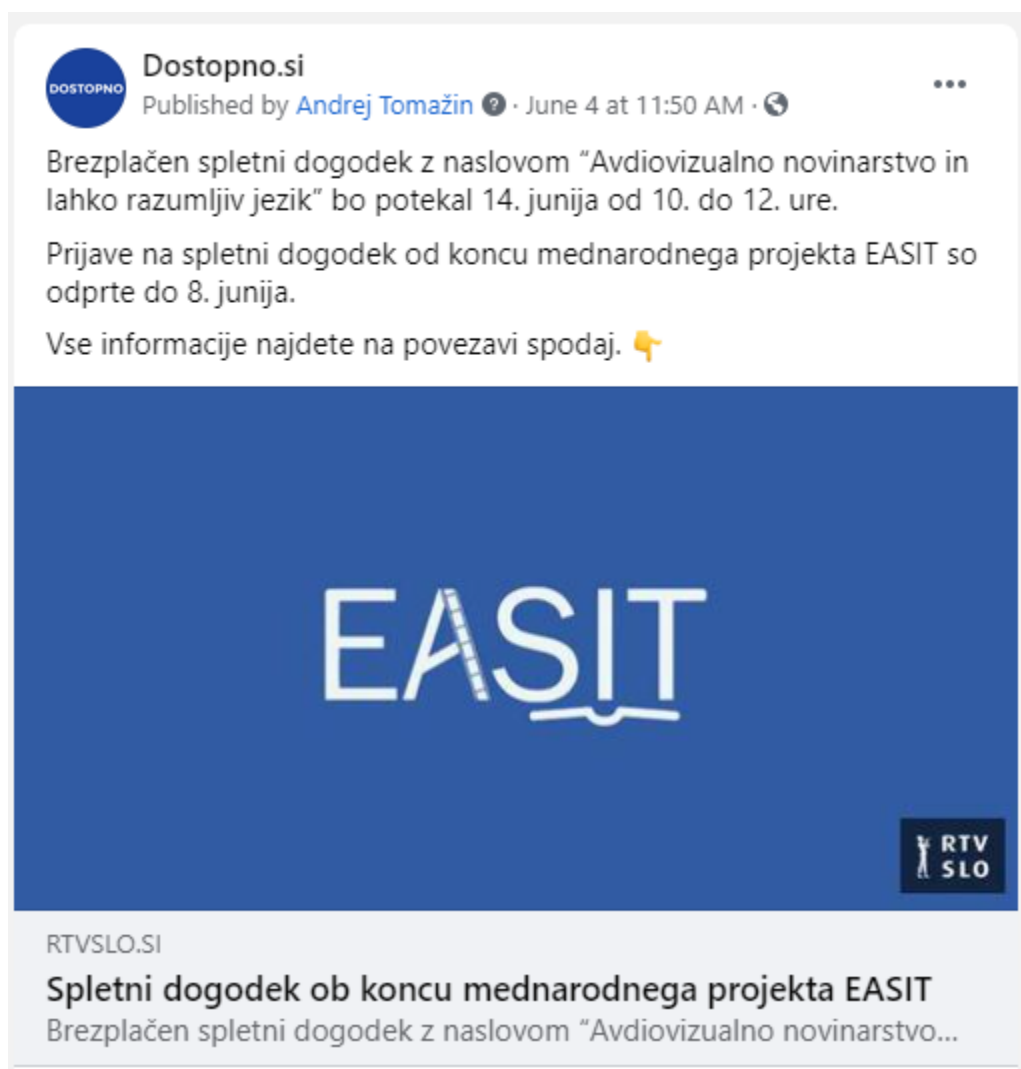 DOSTOPNO
Dostopno.si
Published by Andrej Tomažin · June 4 at 11:50 AM ·
Brezplačen spletni dogodek z naslovom “Avdiovizualno novinarstvo in
lahko razumljiv jezik” bo potekal 14. junija od 10. do 12. ure.
Prijave na spletni dogodek od koncu mednarodnega projekta EASIT so
odprte do 8. junija.
Vse informacije najdete na povezavi spodaj. 👇
EASIT
RTV
SLO
RTVSLO.SI
Spletni dogodek ob koncu mednarodnega projekta EASIT
Brezplačen spletni dogodek z naslovom “Avdiovizualno novinarstvo...